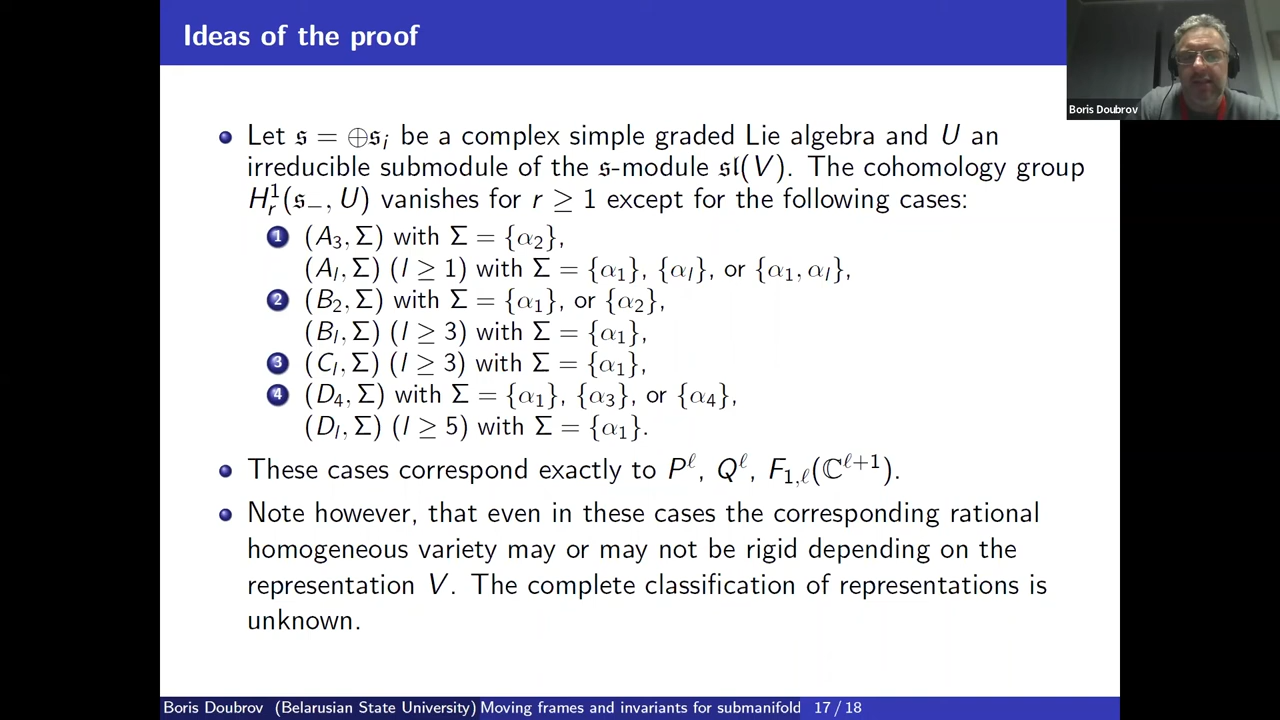 Ideas of the proof
Boris Doubrov
Let 𝔰 = ⊕𝔰ᵢ be a complex simple graded Lie algebra and U an
irreducible submodule of the 𝔰-module 𝔰𝔩(V). The cohomology group
H¹ᵣ(𝔰₋, U) vanishes for r ≥ 1 except for the following cases:
1 (A₃, Σ) with Σ = {α₂},
(Aₗ, Σ) (l ≥ 1) with Σ = {α₁}, {αₗ}, or {α₁, αₗ},
2 (B₂, Σ) with Σ = {α₁}, or {α₂},
(Bₗ, Σ) (l ≥ 3) with Σ = {α₁},
3 (Cₗ, Σ) (l ≥ 3) with Σ = {α₁},
4 (D₄, Σ) with Σ = {α₁}, {α₃}, or {α₄},
(Dₗ, Σ) (l ≥ 5) with Σ = {α₁}.
These cases correspond exactly to P^ℓ, Q^ℓ, F₁,ℓ(ℂ^ℓ+1).
Note however, that even in these cases the corresponding rational
homogeneous variety may or may not be rigid depending on the
representation V. The complete classification of representations is
unknown.
Boris Doubrov (Belarusian State University) Moving frames and invariants for submanifold 17 / 18